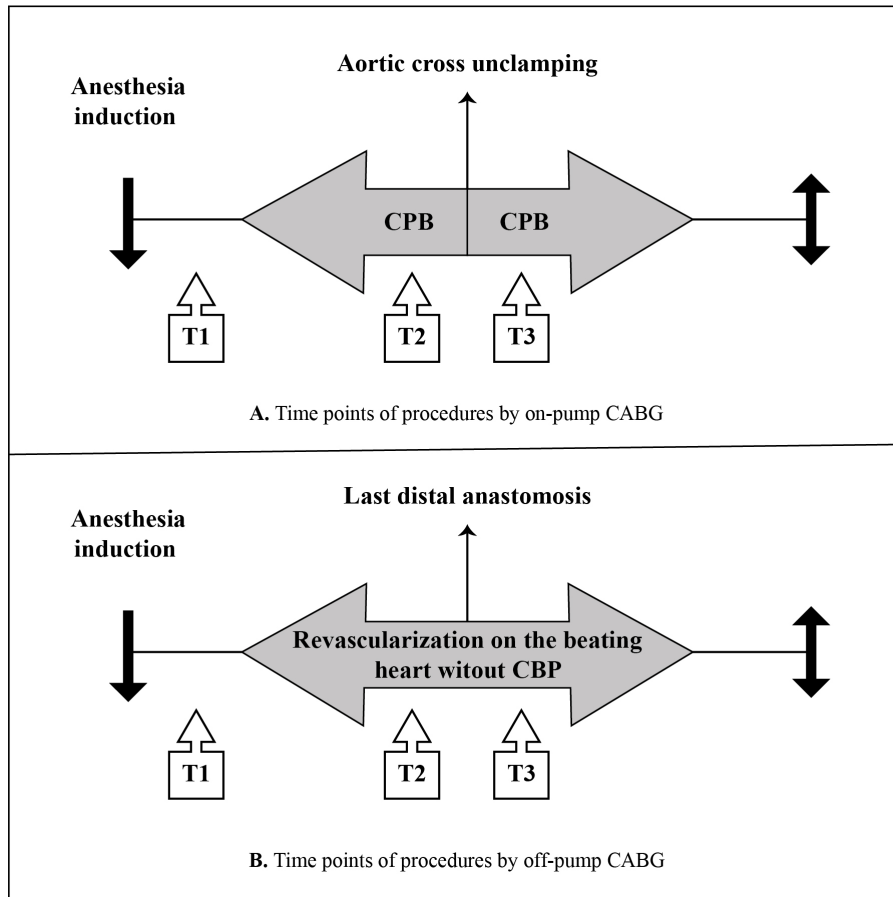 Aortic cross unclamping
Anesthesia
induction
CPB CPB
T1 T2 T3
A. Time points of procedures by on-pump CABG
Last distal anastomosis
Anesthesia
induction
Revascularization on the beating
heart witout CBP
T1 T2 T3
B. Time points of procedures by off-pump CABG